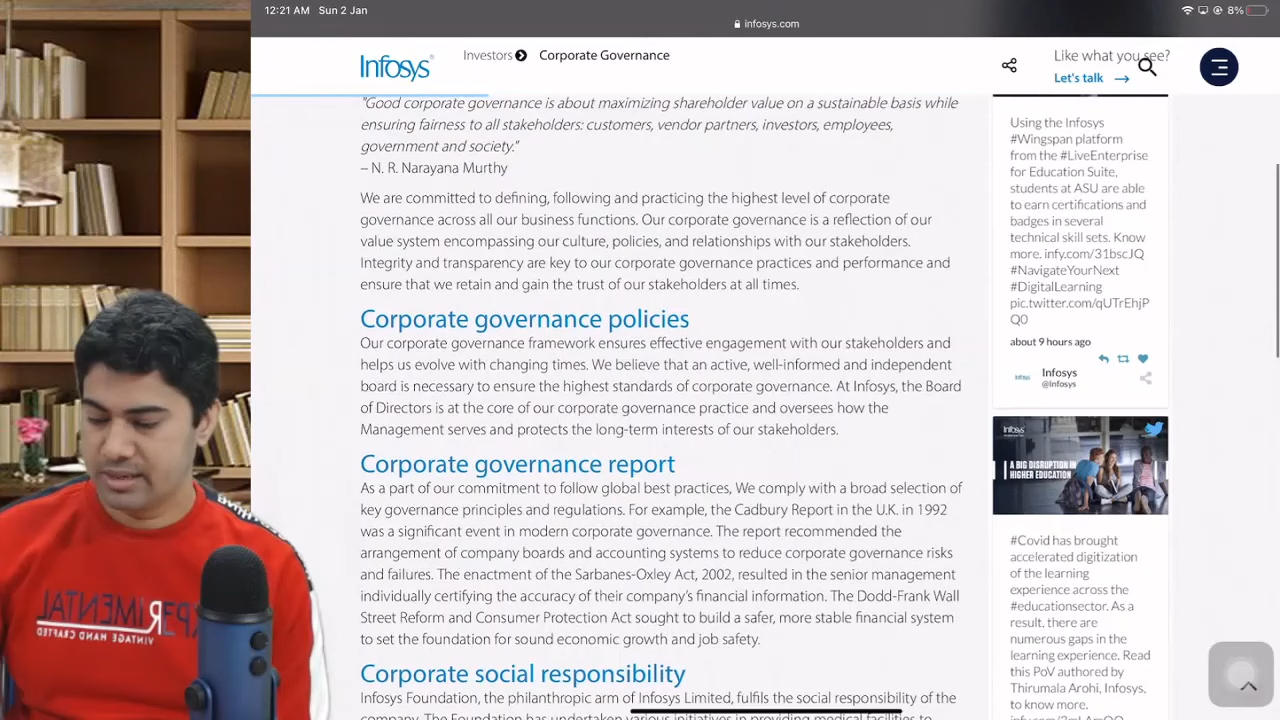 12:21 AM Sun 2 Jan
8%
infosys.com
Infosys
Investors Corporate Governance
Like what you see?
Let's talk →
"Good corporate governance is about maximizing shareholder value on a sustainable basis while
ensuring fairness to all stakeholders: customers, vendor partners, investors, employees,
government and society."
– N. R. Narayana Murthy
We are committed to defining, following and practicing the highest level of corporate
governance across all our business functions. Our corporate governance is a reflection of our
value system encompassing our culture, policies, and relationships with our stakeholders.
Integrity and transparency are key to our corporate governance practices and performance and
ensure that we retain and gain the trust of our stakeholders at all times.
Corporate governance policies
Our corporate governance framework ensures effective engagement with our stakeholders and
helps us evolve with changing times. We believe that an active, well-informed and independent
board is necessary to ensure the highest standards of corporate governance. At Infosys, the Board
of Directors is at the core of our corporate governance practice and oversees how the
Management serves and protects the long-term interests of our stakeholders.
Corporate governance report
As a part of our commitment to follow global best practices, We comply with a broad selection of
key governance principles and regulations. For example, the Cadbury Report in the U.K. in 1992
was a significant event in modern corporate governance. The report recommended the
arrangement of company boards and accounting systems to reduce corporate governance risks
and failures. The enactment of the Sarbanes-Oxley Act, 2002, resulted in the senior management
individually certifying the accuracy of their company's financial information. The Dodd-Frank Wall
Street Reform and Consumer Protection Act sought to build a safer, more stable financial system
to set the foundation for sound economic growth and job safety.
Corporate social responsibility
Infosys Foundation, the philanthropic arm of Infosys Limited, fulfils the social responsibility of the
company. The Foundation has undertaken various initiatives in providing medical facilities to
Using the Infosys
#Wingspan platform
from the #LiveEnterprise
for Education Suite,
students at ASU are able
to earn certifications and
badges in several
technical skill sets. Know
more. infy.com/31bscJQ
#NavigateYourNext
#DigitalLearning
pic.twitter.com/qUTrEhjP
Q0
about 9 hours ago
Infosys
Infosys
@Infosys
Infosys
A BIG DISRUPTION IN
HIGHER EDUCATION
#Covid has brought
accelerated digitization
of the learning
experience across the
#educationsector. As a
result, there are
numerous gaps in the
learning experience. Read
this PoV authored by
Thirumala Arohi, Infosys,
to know
RIMENTAL
VINTAGE HAND CRAFTED